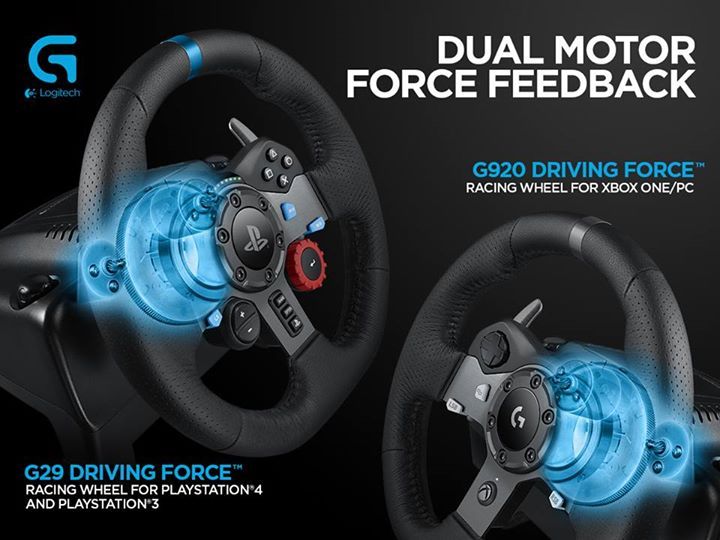 Logitech
DUAL MOTOR
FORCE FEEDBACK
G920 DRIVING FORCE™
RACING WHEEL FOR XBOX ONE/PC
G29 DRIVING FORCE™
RACING WHEEL FOR PLAYSTATION®4
AND PLAYSTATION®3